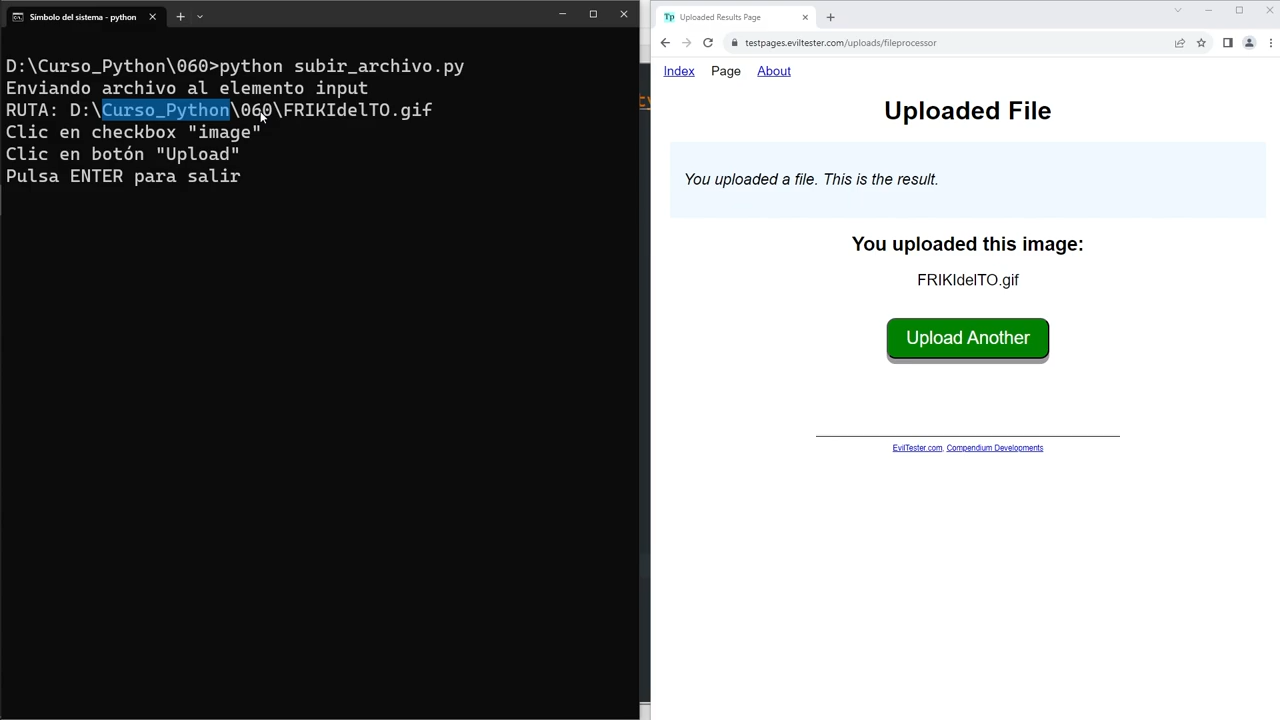 Símbolo del sistema - python
D:\Curso_Python\060>python subir_archivo.py
Enviando archivo al elemento input
RUTA: D:\Curso_Python\060\FRIKIdelTO.gif
Clic en checkbox "image"
Clic en botón "Upload"
Pulsa ENTER para salir
Tp Uploaded Results Page
testpages.eviltester.com/uploads/fileprocessor
Index Page About
Uploaded File
You uploaded a file. This is the result.
You uploaded this image:
FRIKIdelTO.gif
Upload Another
EvilTester.com, Compendium Developments